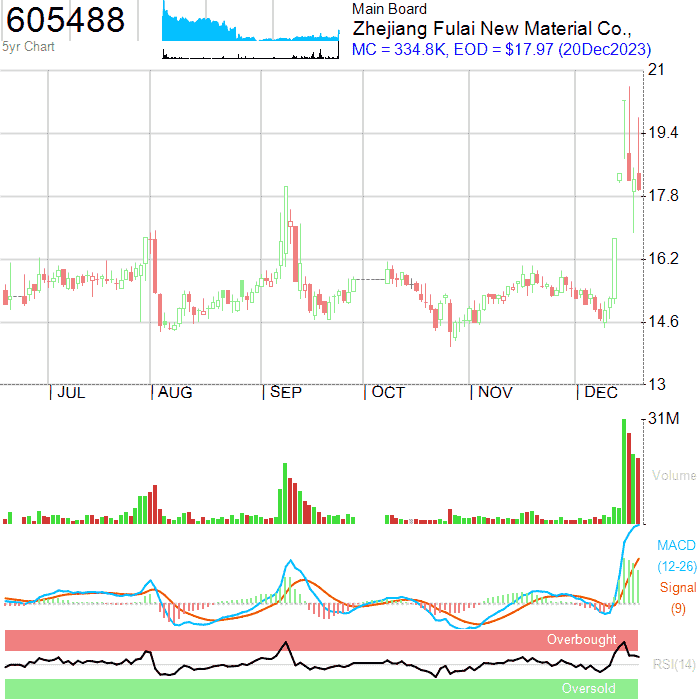 605488
5yr Chart
Main Board
Zhejiang Fulai New Material Co.,
MC = 334.8K, EOD = $17.97 (20Dec2023)
21
19.4
17.8
16.2
14.6
13
JUL
AUG
SEP
OCT
NOV
DEC
31M
Volume
MACD
(12-26)
Signal
(9)
Overbought
RSI(14)
Oversold